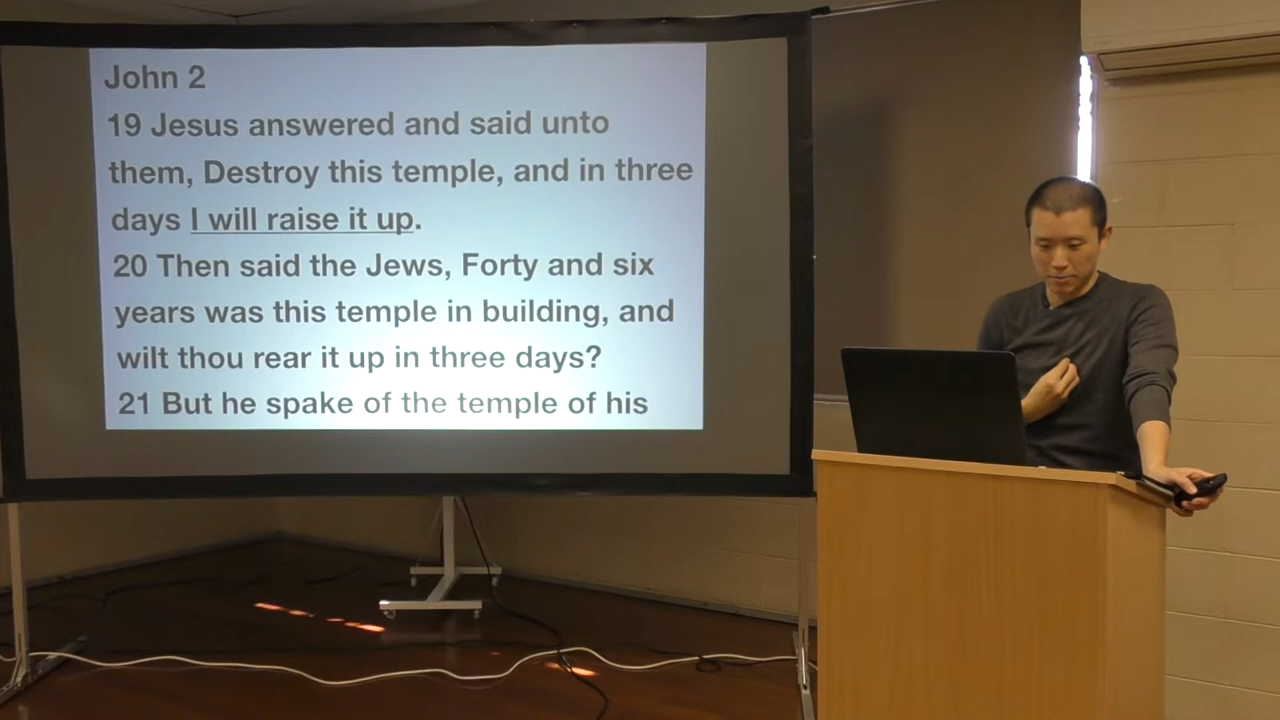 John 2
19 Jesus answered and said unto
them, Destroy this temple, and in three
days I will raise it up.
20 Then said the Jews, Forty and six
years was this temple in building, and
wilt thou rear it up in three days?
21 But he spake of the temple of his